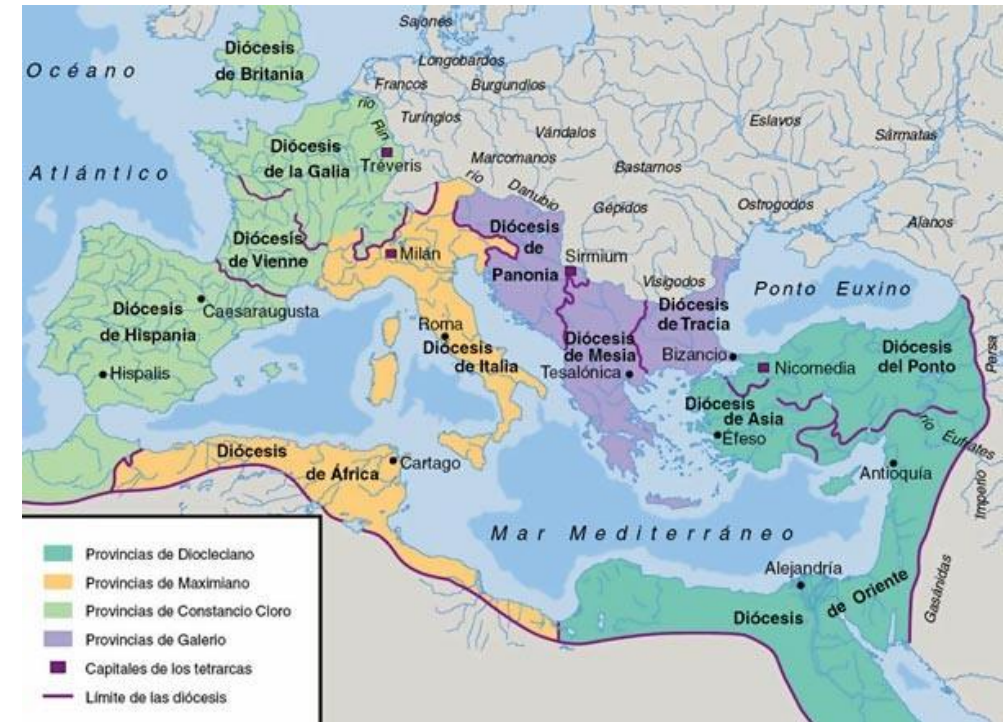 Sajones
Diócesis
de Britania
Océano
Longobardos
Francos
Burgundios
río
Rin
Turíngios
Vándalos
Eslavos
Sármatas
Diócesis
de la Galia
Tréveris
Atlántico
Marcomanos
Bastarnos
río
Danubio
Gépidos
Ostrogodos
Alanos
Diócesis
de Vienne
Milán
Diócesis
de
Panonia
Sirmium
Visigodos
Ponto Euxino
Diócesis
de Hispania
Caesaraugusta
Diócesis
de Tracia
Roma
Diócesis
de Italia
Diócesis
de Mesia
Bizancio
Diócesis
del Ponto
Persa
Hispalis
Tesalónica
Nicomedia
Diócesis
de Asia
Éfeso
río
Éufrates
Diócesis
de África
Cartago
Antioquía
Imperio
Mar Mediterráneo
Alejandría
Diócesis
de Oriente
Gasánidas
Provincias de Diocleciano
Provincias de Maximiano
Provincias de Constancio Cloro
Provincias de Galerio
Capitales de los tetrarcas
Límite de las diócesis